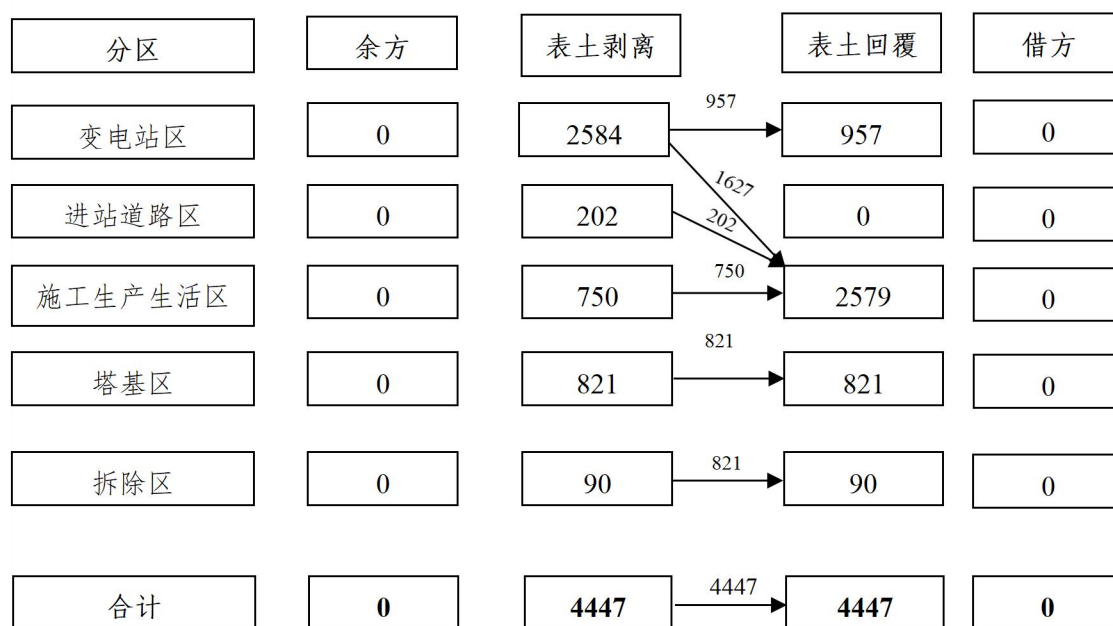 分区 余方 表土剥离 表土回覆 借方
变电站区 0 2584 957 957 0
1627
进站道路区 0 202 202 0 0
施工生产生活区 0 750 750 2579 0
塔基区 0 821 821 821 0
拆除区 0 90 821 90 0
合计 0 4447 4447 4447 0